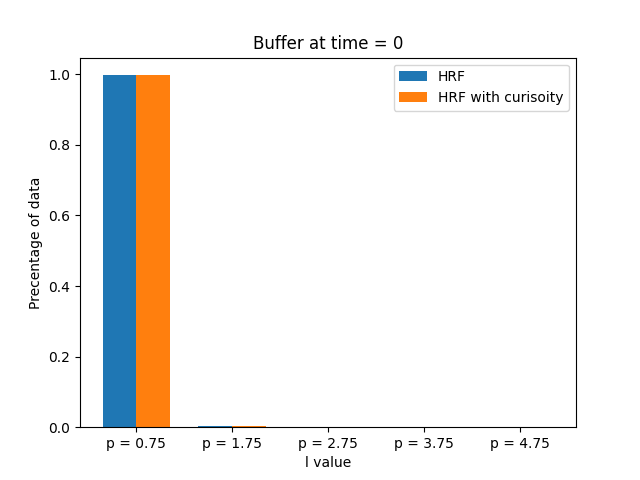 Buffer at time = 0
HRF
HRF with curisoity
Precentage of data
1.0
0.8
0.6
0.4
0.2
0.0
p = 0.75 p = 1.75 p = 2.75 p = 3.75 p = 4.75
l value